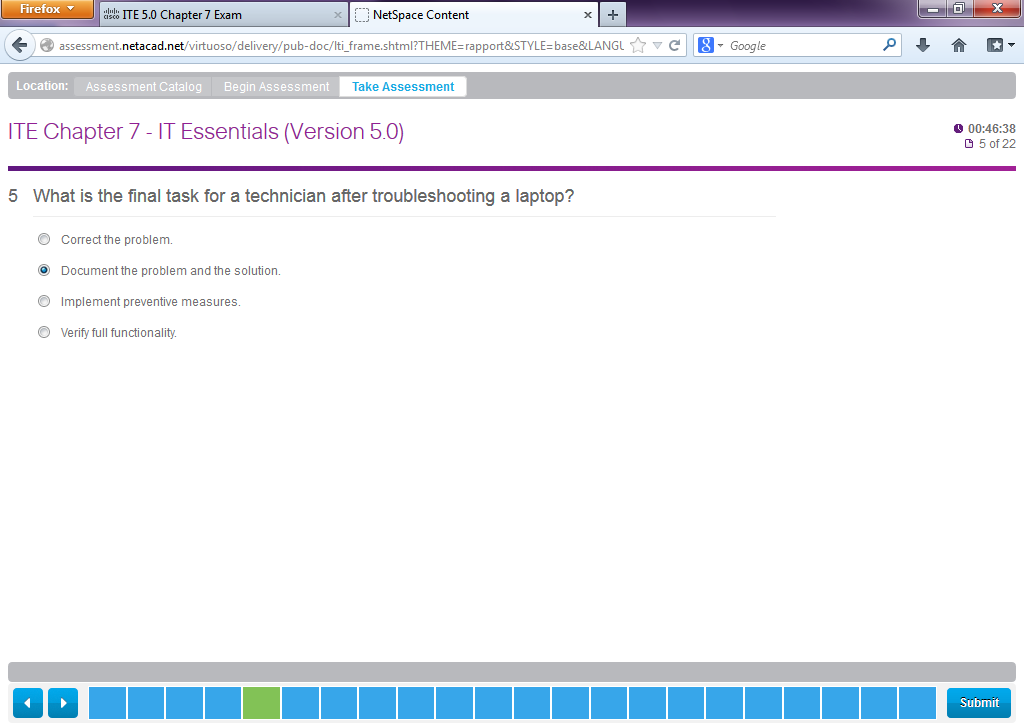 Firefox
cisco ITE 5.0 Chapter 7 Exam
NetSpace Content
assessment.netacad.net/virtuoso/delivery/pub-doc/lti_frame.shtml?THEME=rapport&STYLE=base&LANGU
8 Google
Location: Assessment Catalog Begin Assessment Take Assessment
ITE Chapter 7 - IT Essentials (Version 5.0)
00:46:38
5 of 22
5 What is the final task for a technician after troubleshooting a laptop?
Correct the problem.
Document the problem and the solution.
Implement preventive measures.
Verify full functionality.
Submit